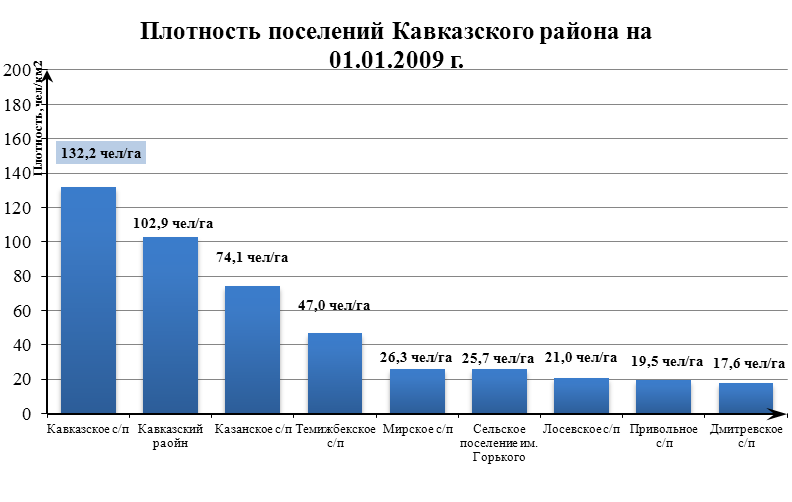 Плотность поселений Кавказского района на
01.01.2009 г.
Плотность, чел/км2
200
180
160
140
120
100
80
60
40
20
0
132,2 чел/га
102,9 чел/га
74,1 чел/га
47,0 чел/га
26,3 чел/га
25,7 чел/га
21,0 чел/га
19,5 чел/га
17,6 чел/га
Кавказское с/п
Кавказский
раойн
Казанское с/п
Темижбекское
с/п
Мирское с/п
Сельское
поселение им.
Горького
Лосевское с/п
Привольное
с/п
Дмитревское
с/п